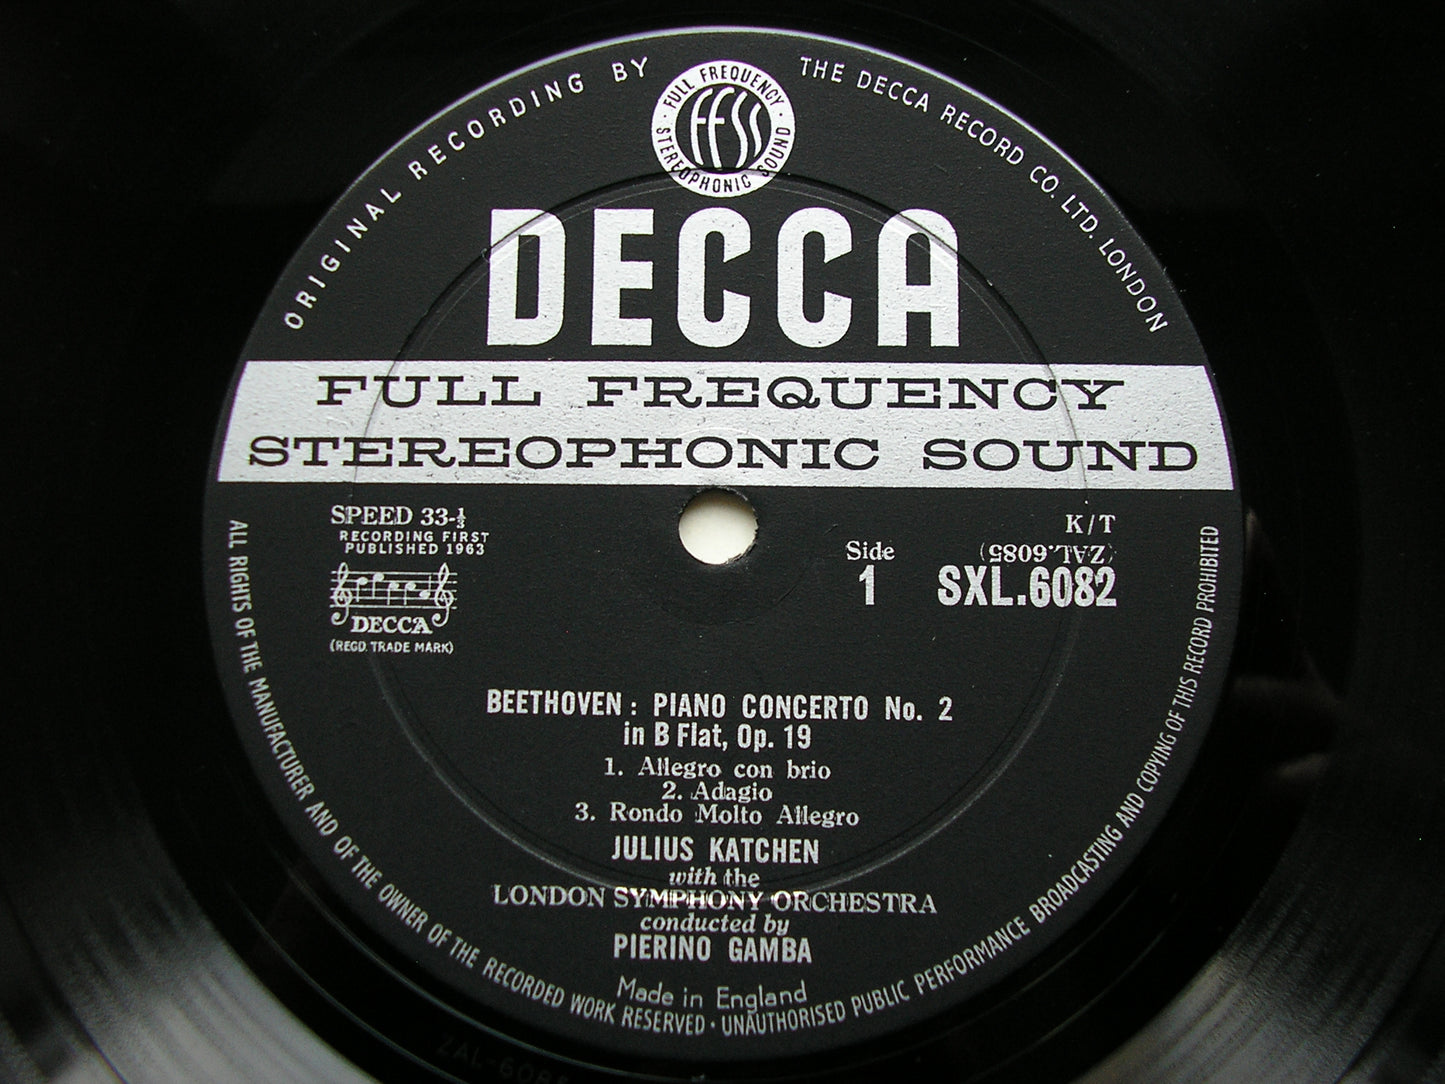 ORIGINAL RECORDING BY
THE DECCA RECORD CO. LTD. LONDON
FULL FREQUENCY
STEREOPHONIC SOUND
FFSS
DECCA
FULL FREQUENCY
STEREOPHONIC SOUND
SPEED 33-⅓
RECORDING FIRST
PUBLISHED 1963
DECCA
(REGD. TRADE MARK)
K/T
(ZAL.6085)
Side
1
SXL.6082
BEETHOVEN: PIANO CONCERTO No. 2
in B Flat, Op. 19
1. Allegro con brio
2. Adagio
3. Rondo Molto Allegro
JULIUS KATCHEN
with the
LONDON SYMPHONY ORCHESTRA
conducted by
PIERINO GAMBA
Made in England
ALL RIGHTS OF THE MANUFACTURER AND OF THE OWNER OF THE RECORDED WORK RESERVED · UNAUTHORISED PUBLIC PERFORMANCE BROADCASTING AND COPYING OF THIS RECORD PROHIBITED